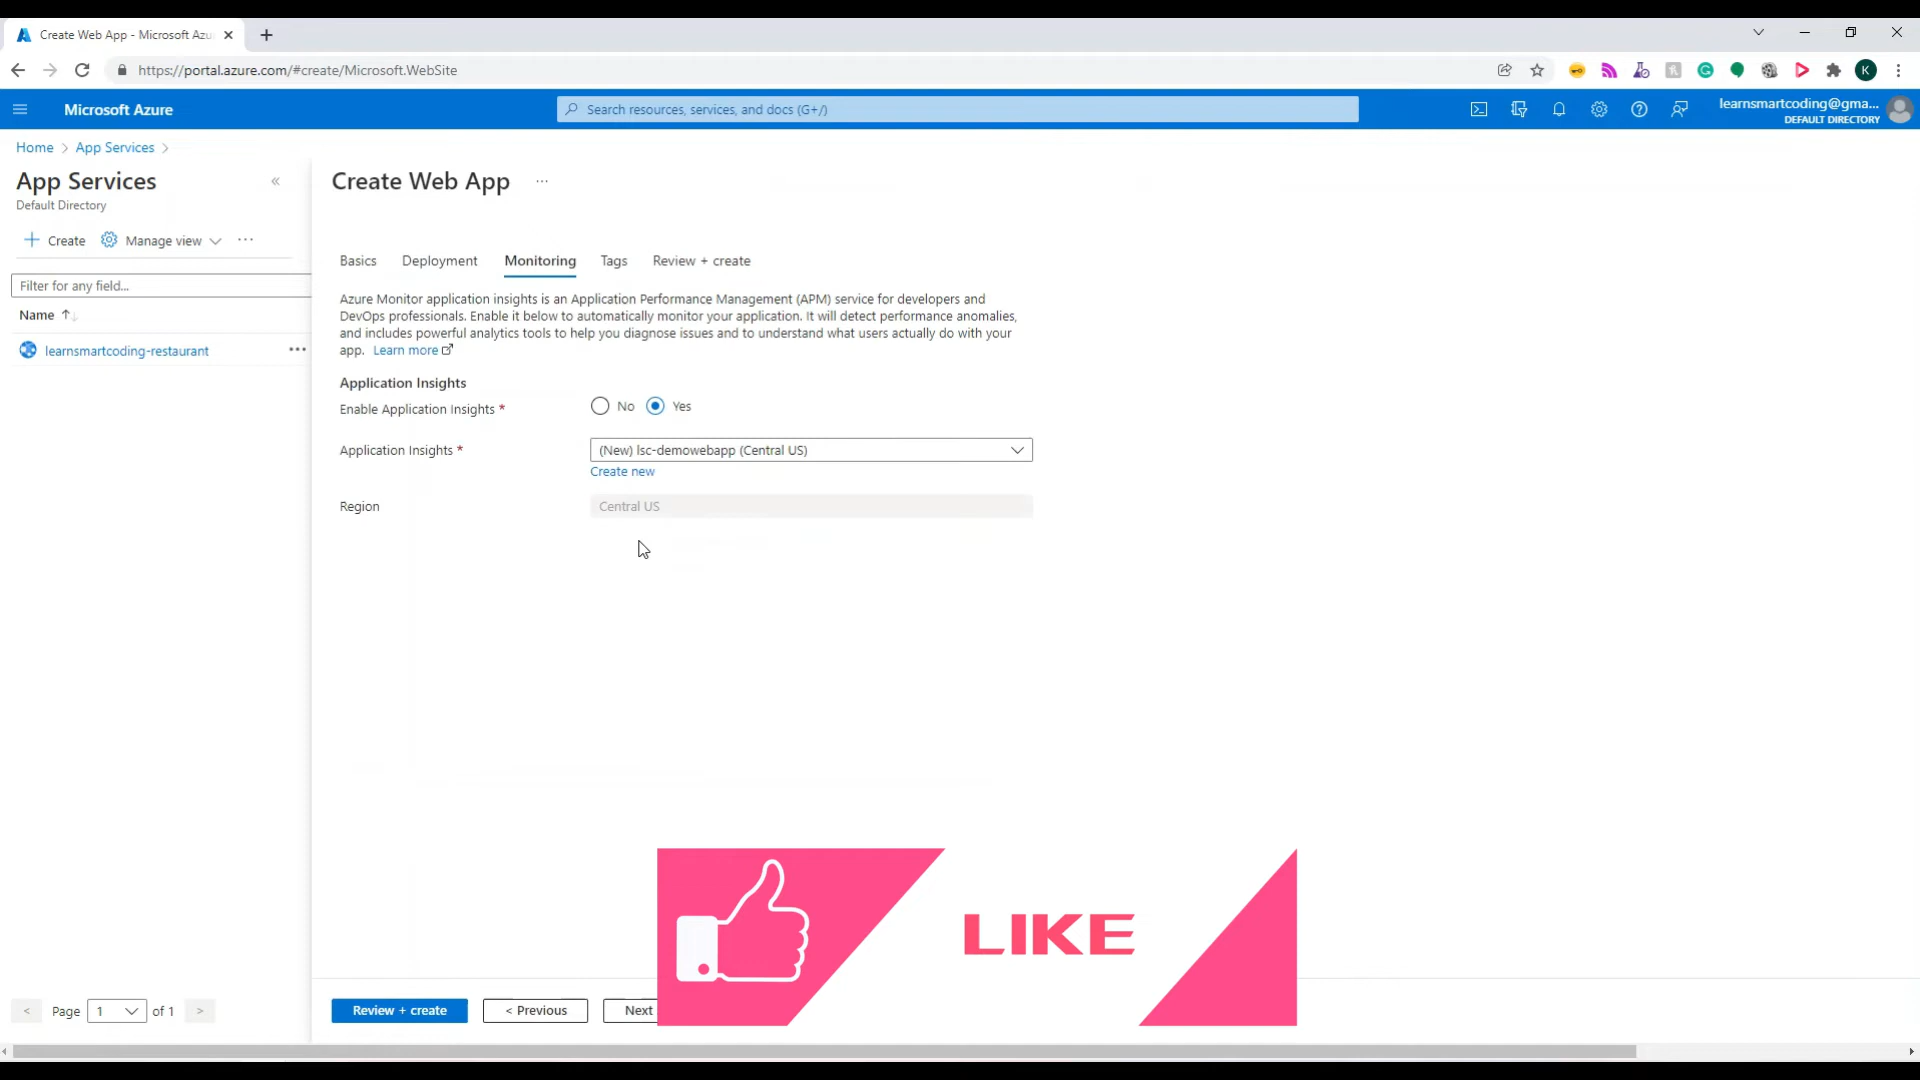 Create Web App - Microsoft Azu
https://portal.azure.com/#create/Microsoft.WebSite
K
Microsoft Azure
Search resources, services, and docs (G+/)
learnsmartcoding@gma...
DEFAULT DIRECTORY
Home > App Services >
App Services
Default Directory
Create
Manage view
Filter for any field...
Name
learnsmartcoding-restaurant
Page 1 of 1
Create Web App
Basics Deployment Monitoring Tags Review + create
Azure Monitor application insights is an Application Performance Management (APM) service for developers and
DevOps professionals. Enable it below to automatically monitor your application. It will detect performance anomalies,
and includes powerful analytics tools to help you diagnose issues and to understand what users actually do with your
app. Learn more
Application Insights
Enable Application Insights * No Yes
Application Insights * (New) lsc-demowebapp (Central US)
Create new
Region Central US
Review + create < Previous Next
LIKE